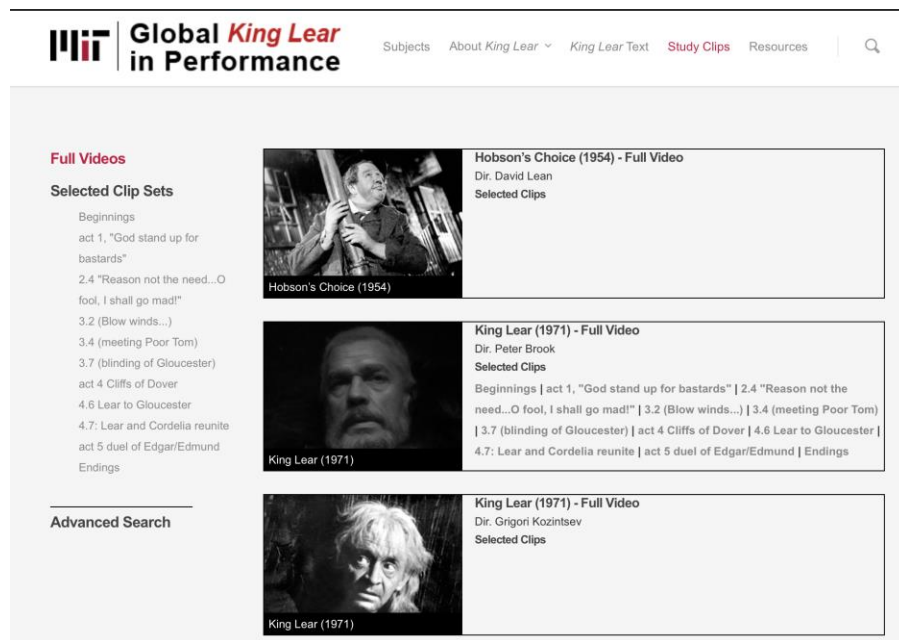 MIT
Global King Lear
in Performance
Subjects About King Lear King Lear Text Study Clips Resources
Full Videos
Selected Clip Sets
Beginnings
act 1, "God stand up for
bastards"
2.4 "Reason not the need...O
fool, I shall go mad!"
3.2 (Blow winds...)
3.4 (meeting Poor Tom)
3.7 (blinding of Gloucester)
act 4 Cliffs of Dover
4.6 Lear to Gloucester
4.7: Lear and Cordelia reunite
act 5 duel of Edgar/Edmund
Endings
Advanced Search
Hobson's Choice (1954)
Hobson's Choice (1954) - Full Video
Dir. David Lean
Selected Clips
King Lear (1971)
King Lear (1971) - Full Video
Dir. Peter Brook
Selected Clips
Beginnings | act 1, "God stand up for bastards" | 2.4 "Reason not the
need...O fool, I shall go mad!" | 3.2 (Blow winds...) | 3.4 (meeting Poor Tom)
| 3.7 (blinding of Gloucester) | act 4 Cliffs of Dover | 4.6 Lear to Gloucester |
4.7: Lear and Cordelia reunite | act 5 duel of Edgar/Edmund | Endings
King Lear (1971)
King Lear (1971) - Full Video
Dir. Grigori Kozintsev
Selected Clips